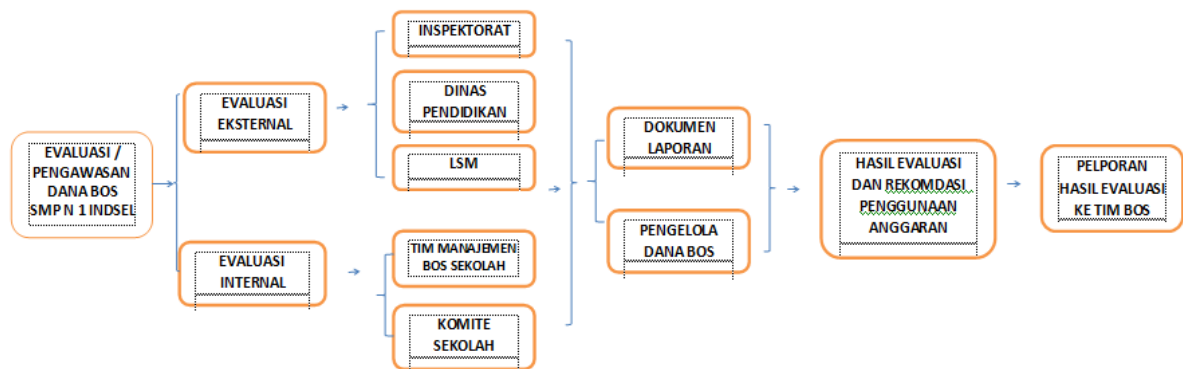 EVALUASI /
PENGAWASAN
DANA BOS
SMP N 1 INDSEL
EVALUASI
EKSTERNAL
EVALUASI
INTERNAL
INSPEKTORAT
DINAS
PENDIDIKAN
LSM
TIM MANAJEMEN
BOS SEKOLAH
KOMITE
SEKOLAH
DOKUMEN
LAPORAN
PENGELOLA
DANA BOS
HASIL EVALUASI
DAN REKOMDASI
PENGGUNAAN
ANGGARAN
PELPORAN
HASIL EVALUASI
KE TIM BOS